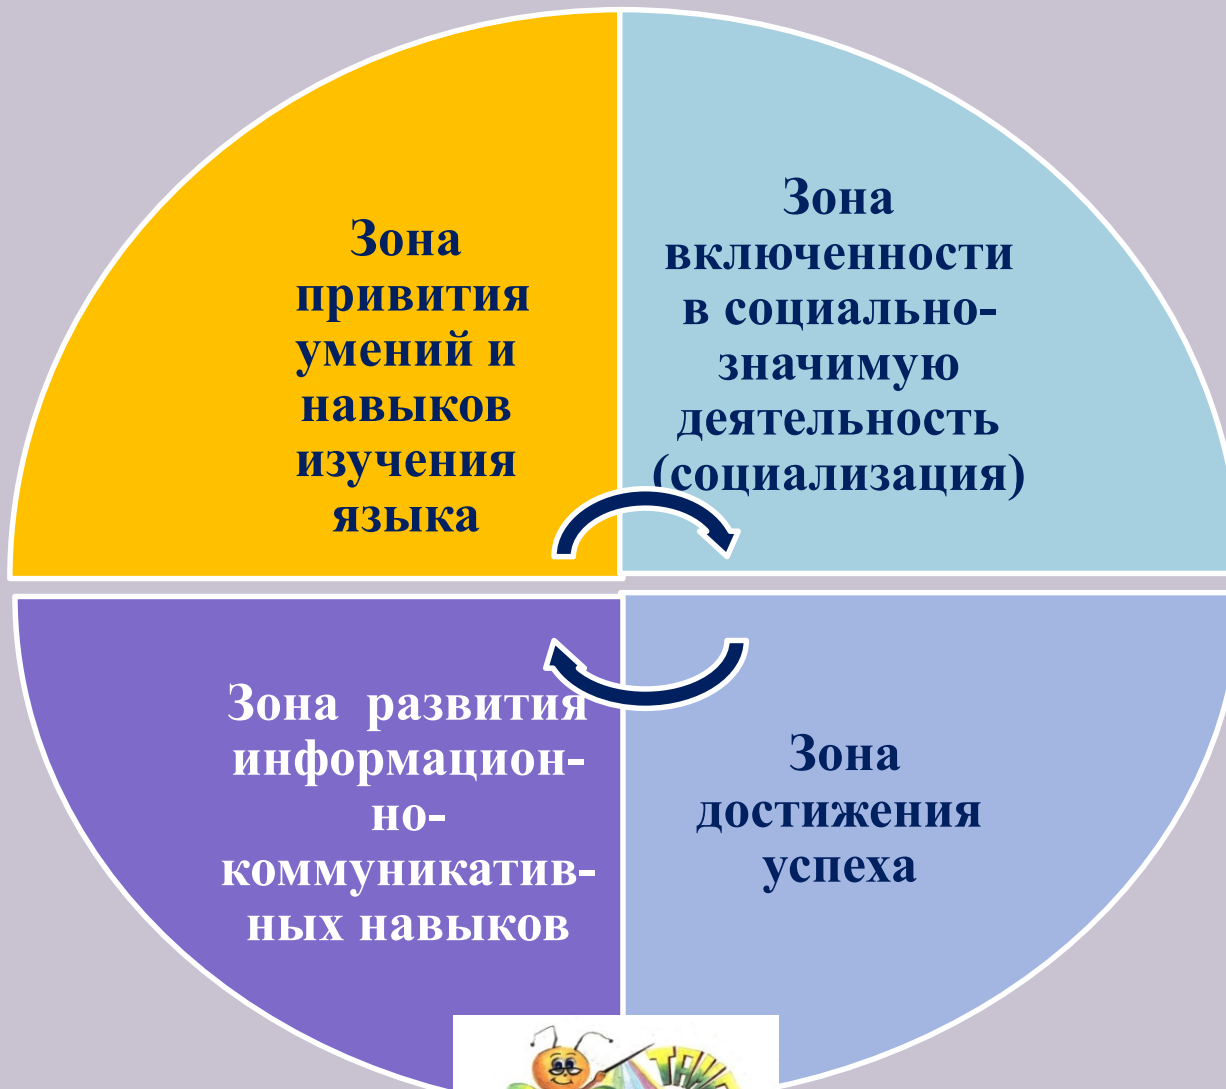 Зона
привития
умений и
навыков
изучения
языка
Зона
включенности
в социально-
значимую
деятельность
(социализация)
Зона развития
информацион-
но-
коммуникатив-
ных навыков
Зона
достижения
успеха